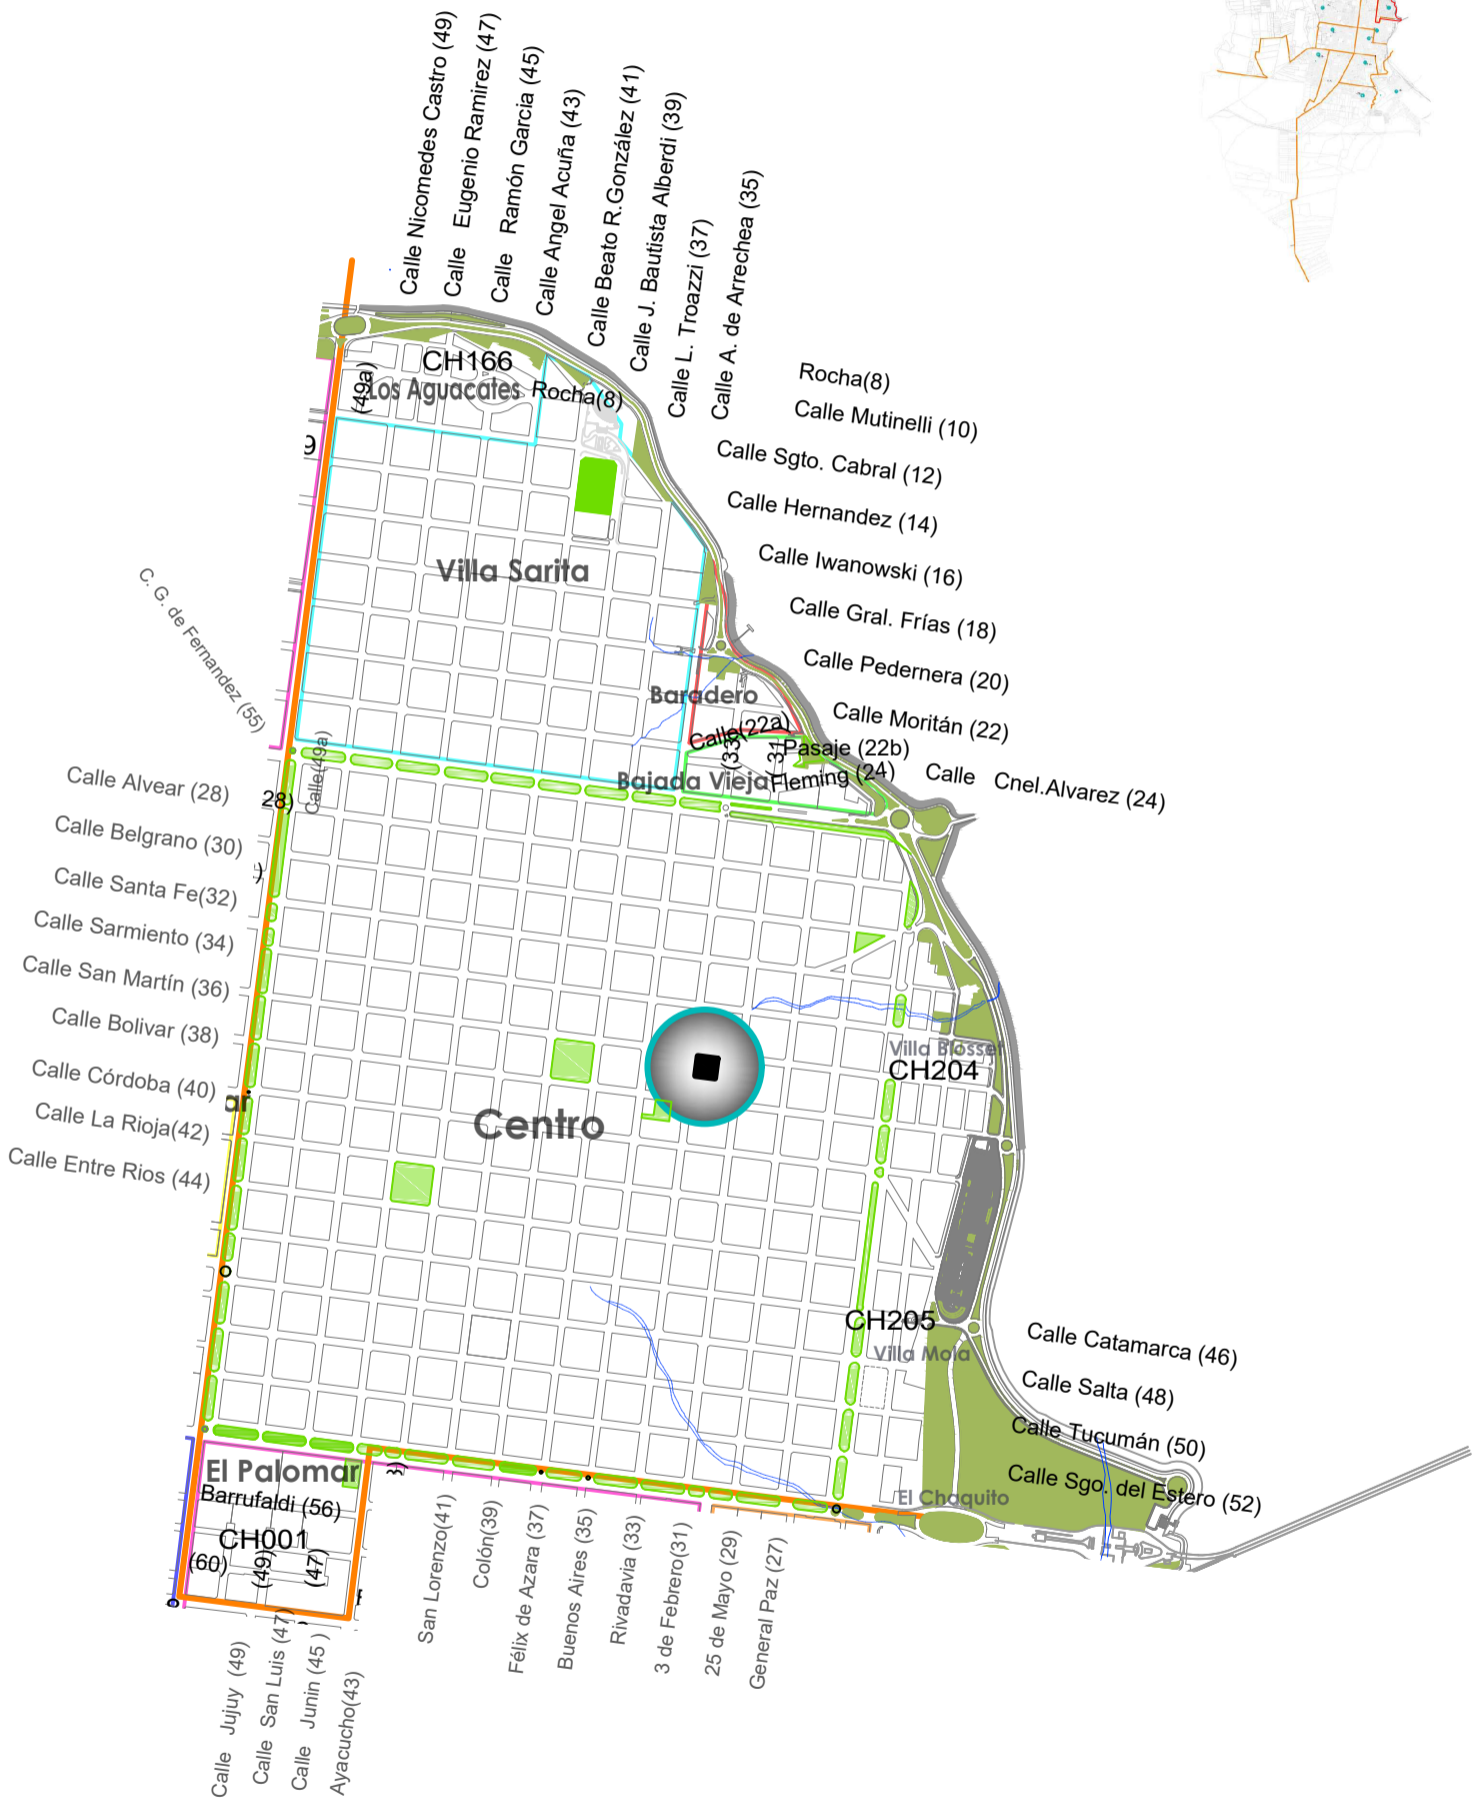 Calle Nicomedes Castro (49)
Calle Eugenio Ramirez (47)
Calle Ramón Garcia (45)
Calle Angel Acuña (43)
Calle Beato R.González (41)
Calle J. Bautista Alberdi (39)
Calle L. Troazzi (37)
Calle A. de Arrechea (35)
Rocha(8)
Calle Mutinelli (10)
Calle Sgto. Cabral (12)
Calle Hernandez (14)
Calle Iwanowski (16)
Calle Gral. Frías (18)
Calle Pedernera (20)
Calle Moritán (22)
Calle Cnel.Alvarez (24)
CH166
Los Aguacates
(49a)
Rocha(8)
9
Villa Sarita
C. G. de Fernandez (55)
Baradero
Calle(22a)
(33)
(31)
Pasaje (22b)
Bajada Vieja
Fleming (24)
Calle(49a)
Calle Alvear (28)
28)
Calle Belgrano (30)
Calle Santa Fe(32)
Calle Sarmiento (34)
Calle San Martín (36)
Calle Bolivar (38)
Calle Córdoba (40)
ar
Calle La Rioja(42)
Calle Entre Rios (44)
Villa Blosset
CH204
Centro
CH205
Villa Mola
Calle Catamarca (46)
Calle Salta (48)
Calle Tucumán (50)
Calle Sgo. del Estero (52)
El Chaquito
El Palomar
Barrufaldi (56)
CH001
(60)
(49)
(47)
San Lorenzo(41)
Colón(39)
Félix de Azara (37)
Buenos Aires (35)
Rivadavia (33)
3 de Febrero(31)
25 de Mayo (29)
General Paz (27)
Calle Jujuy (49)
Calle San Luis (47)
Calle Junin (45 )
Ayacucho(43)